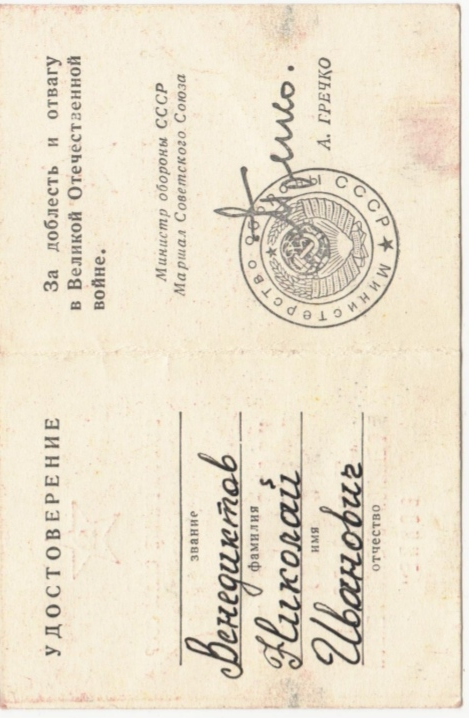 УДОСТОВЕРЕНИЕ
звание
Венедиктов
фамилия
Николай
имя
Иванович
отчество
За доблесть и отвагу
в Великой Отечественной
войне.
Министр обороны СССР
Маршал Советского Союза
А. ГРЕЧКО
Министерство обороны СССР